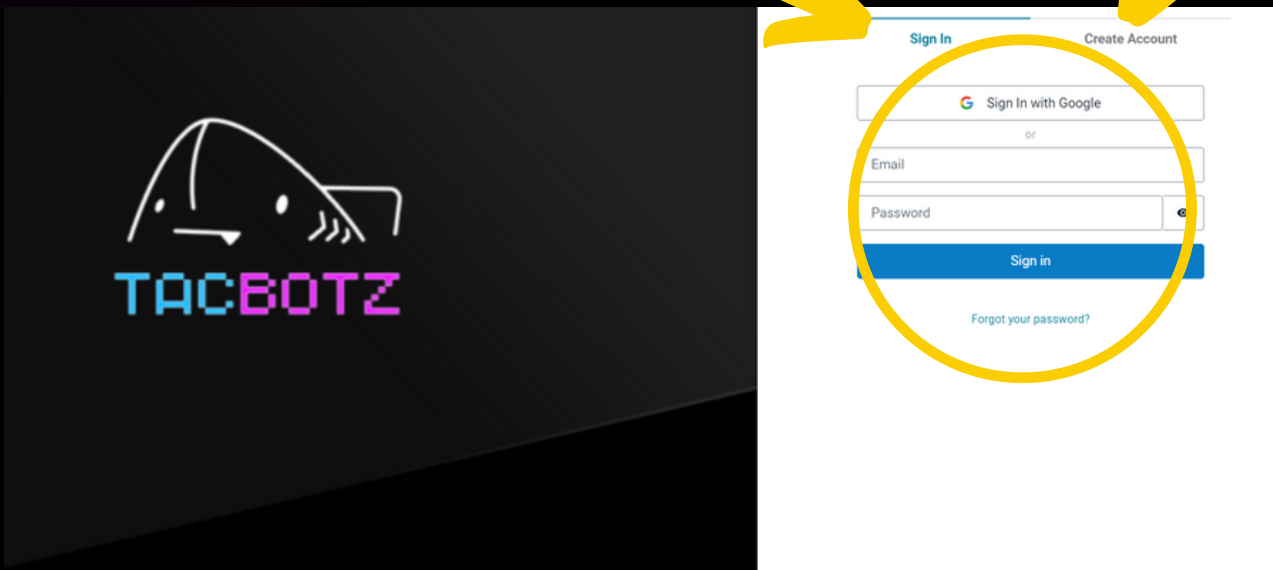 TACBOTZ
Sign In
Create Account
Sign In with Google
or
Email
Password
Sign in
Forgot your password?